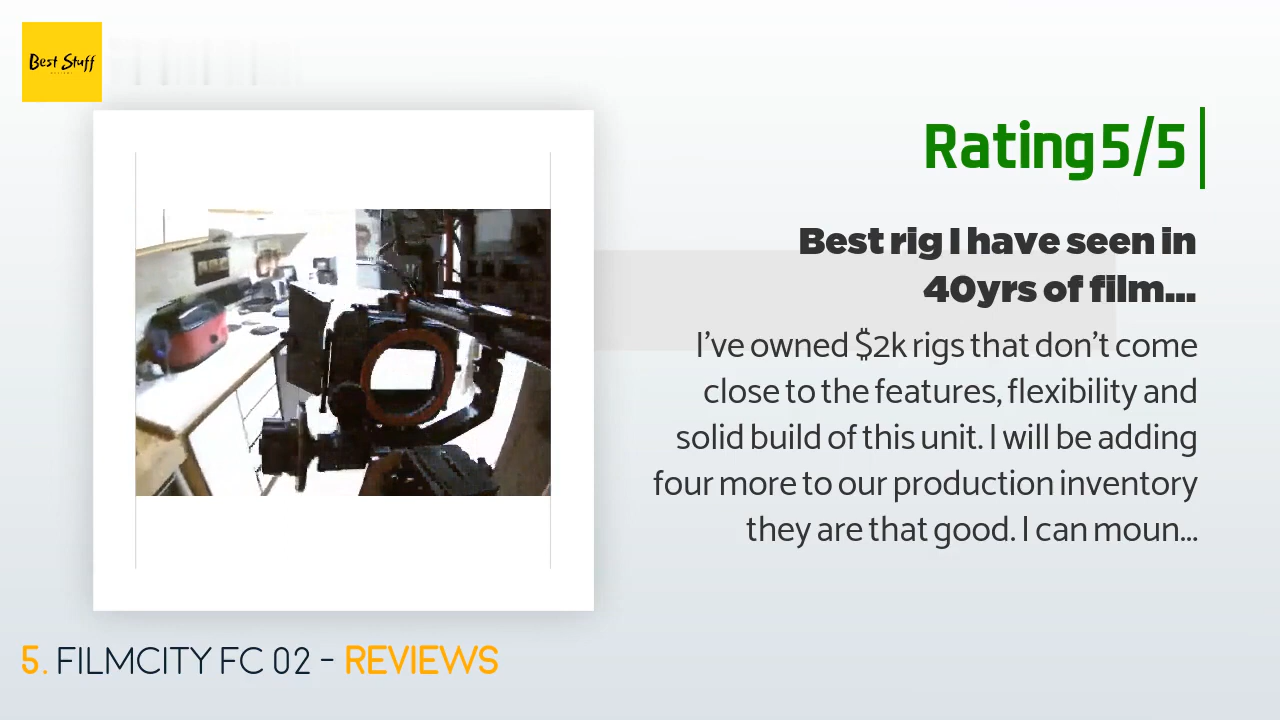 Best Stuff
Rating 5/5
Best rig I have seen in
40yrs of film...
I've owned $2k rigs that don't come
close to the features, flexibility and
solid build of this unit. I will be adding
four more to our production inventory
they are that good. I can moun...
5. FILMCITY FC 02 - REVIEWS